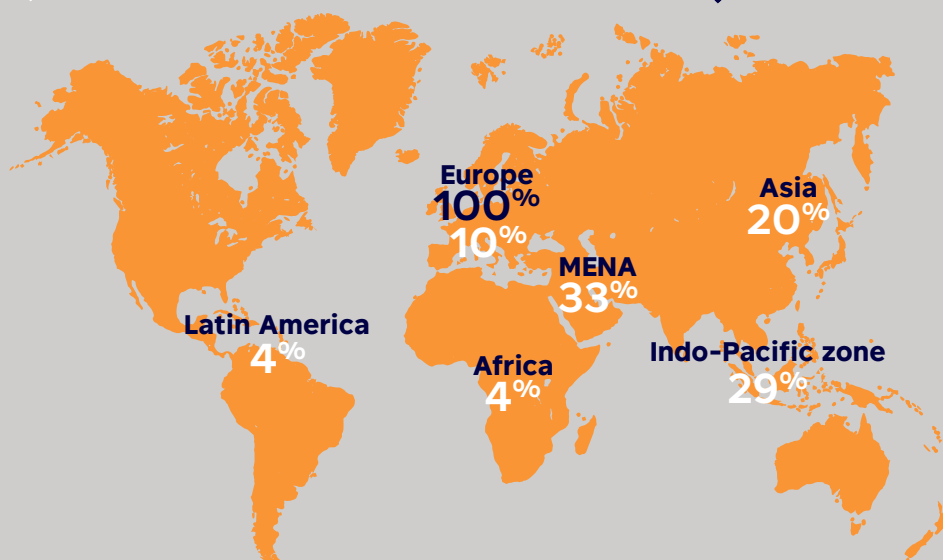 Europe
100%
10%
Asia
20%
MENA
33%
Latin America
4%
Africa
4%
Indo-Pacific zone
29%